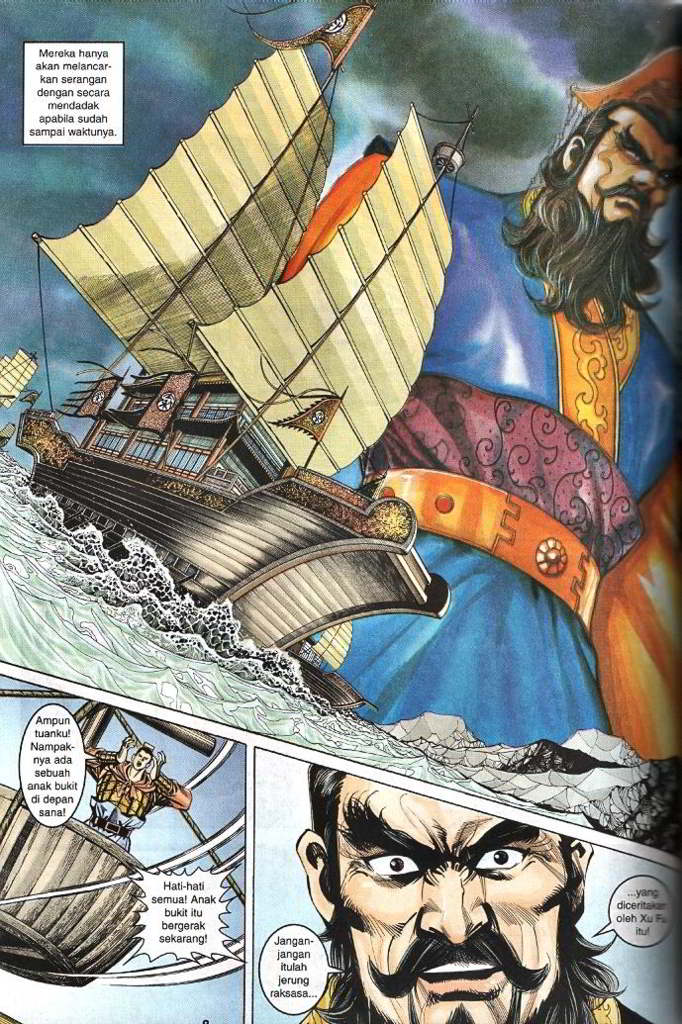 Mereka hanya
akan melancar-
kan serangan
dengan secara
mendadak
apabila sudah
sampai waktunya.
Ampun
tuanku!
Nampak-
nya ada
sebuah
anak bukit
di depan
sana!
Hati-hati
semua! Anak
bukit itu
bergerak
sekarang!
Jangan-
jangan
itulah
jerung
raksasa...
...yang
diceritakan
oleh Xu Fu
itu!